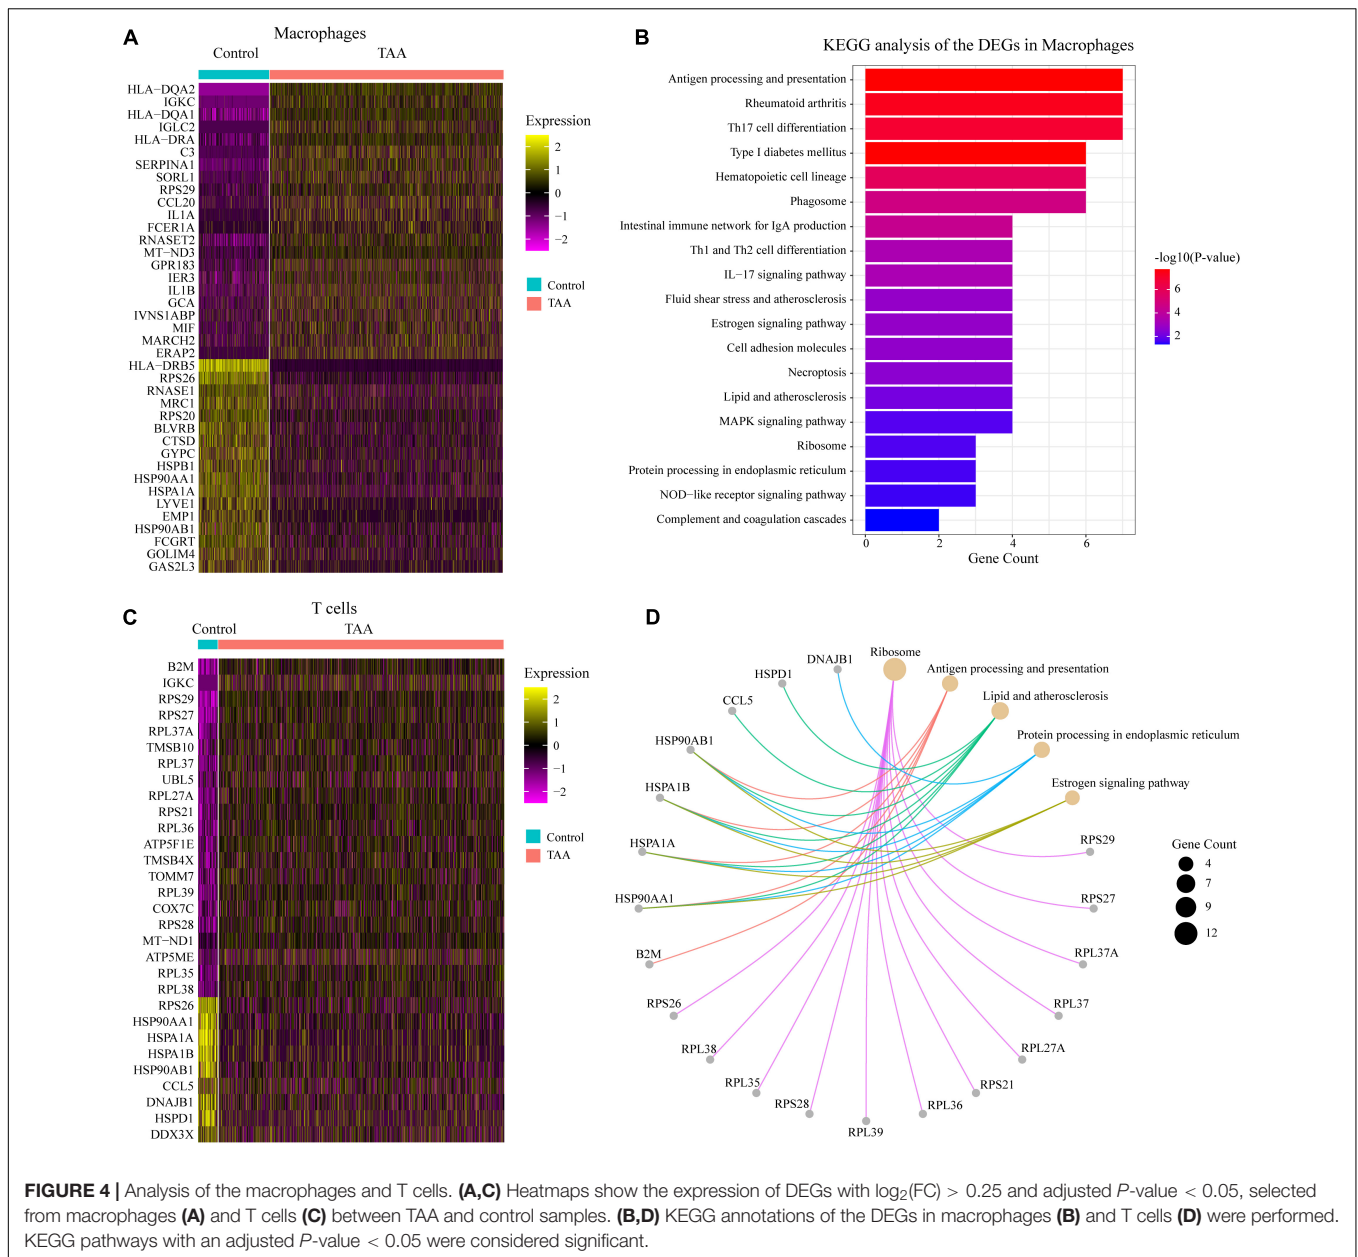 A
Macrophages
Control TAA
HLA−DQA2
IGKC
HLA−DQA1
IGLC2
HLA−DRA
C3
SERPINA1
SORL1
RPS29
CCL20
IL1A
FCER1A
RNASET2
MT−ND3
GPR183
IER3
IL1B
GCA
IVNS1ABP
MIF
MARCH2
ERAP2
HLA−DRB5
RPS26
RNASE1
MRC1
RPS20
BLVRB
CTSD
GYPC
HSPB1
HSP90AA1
HSPA1A
LYVE1
EMP1
HSP90AB1
FCGRT
GOLIM4
GAS2L3
Expression
2
1
0
−1
−2
Control
TAA
B
KEGG analysis of the DEGs in Macrophages
Antigen processing and presentation
Rheumatoid arthritis
Th17 cell differentiation
Type I diabetes mellitus
Hematopoietic cell lineage
Phagosome
Intestinal immune network for IgA production
Th1 and Th2 cell differentiation
IL−17 signaling pathway
Fluid shear stress and atherosclerosis
Estrogen signaling pathway
Cell adhesion molecules
Necroptosis
Lipid and atherosclerosis
MAPK signaling pathway
Ribosome
Protein processing in endoplasmic reticulum
NOD−like receptor signaling pathway
Complement and coagulation cascades
0 2 4 6
Gene Count
-log10(P-value)
6
4
2
C
T cells
Control TAA
B2M
IGKC
RPS29
RPS27
RPL37A
TMSB10
RPL37
UBL5
RPL27A
RPS21
RPL36
ATP5F1E
TMSB4X
TOMM7
RPL39
COX7C
RPS28
MT−ND1
ATP5ME
RPL35
RPL38
RPS26
HSP90AA1
HSPA1A
HSPA1B
HSP90AB1
CCL5
DNAJB1
HSPD1
DDX3X
Expression
2
1
0
−1
−2
Control
TAA
D
Ribosome
Antigen processing and presentation
Lipid and atherosclerosis
Protein processing in endoplasmic reticulum
Estrogen signaling pathway
RPS29
RPS27
RPL37A
RPL37
RPL27A
RPS21
RPL36
RPL39
RPS28
RPL35
RPL38
RPS26
B2M
HSP90AA1
HSPA1A
HSPA1B
HSP90AB1
CCL5
HSPD1
DNAJB1
Gene Count
4
7
9
12
FIGURE 4 | Analysis of the macrophages and T cells. (A,C) Heatmaps show the expression of DEGs with log₂(FC) > 0.25 and adjusted P-value < 0.05, selected
from macrophages (A) and T cells (C) between TAA and control samples. (B,D) KEGG annotations of the DEGs in macrophages (B) and T cells (D) were performed.
KEGG pathways with an adjusted P-value < 0.05 were considered significant.